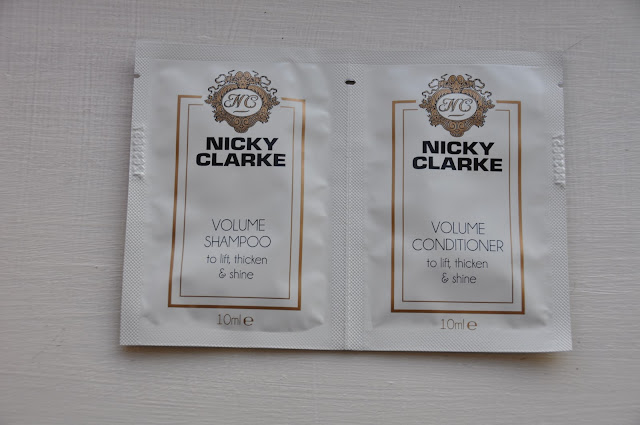 NC
NICKY
CLARKE
VOLUME
SHAMPOO
to lift, thicken
& shine
10ml e
NC
NICKY
CLARKE
VOLUME
CONDITIONER
to lift, thicken
& shine
10ml e